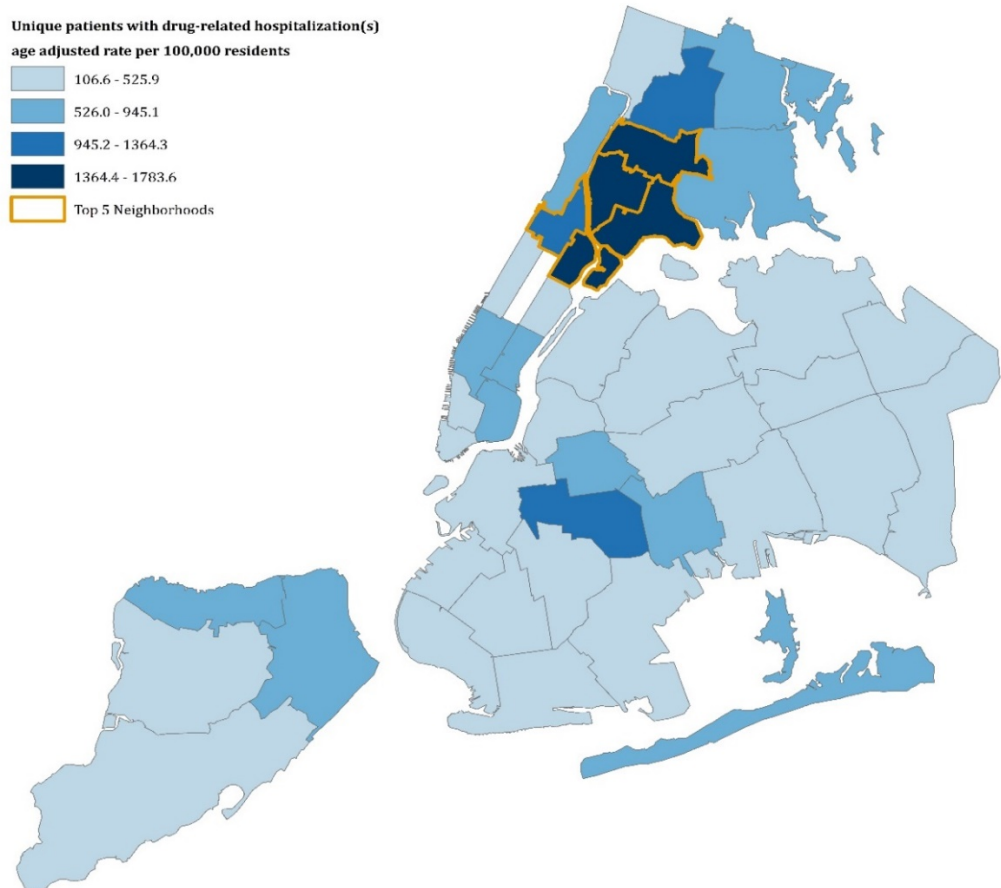 Unique patients with drug-related hospitalization(s)
age adjusted rate per 100,000 residents
106.6 - 525.9
526.0 - 945.1
945.2 - 1364.3
1364.4 - 1783.6
Top 5 Neighborhoods